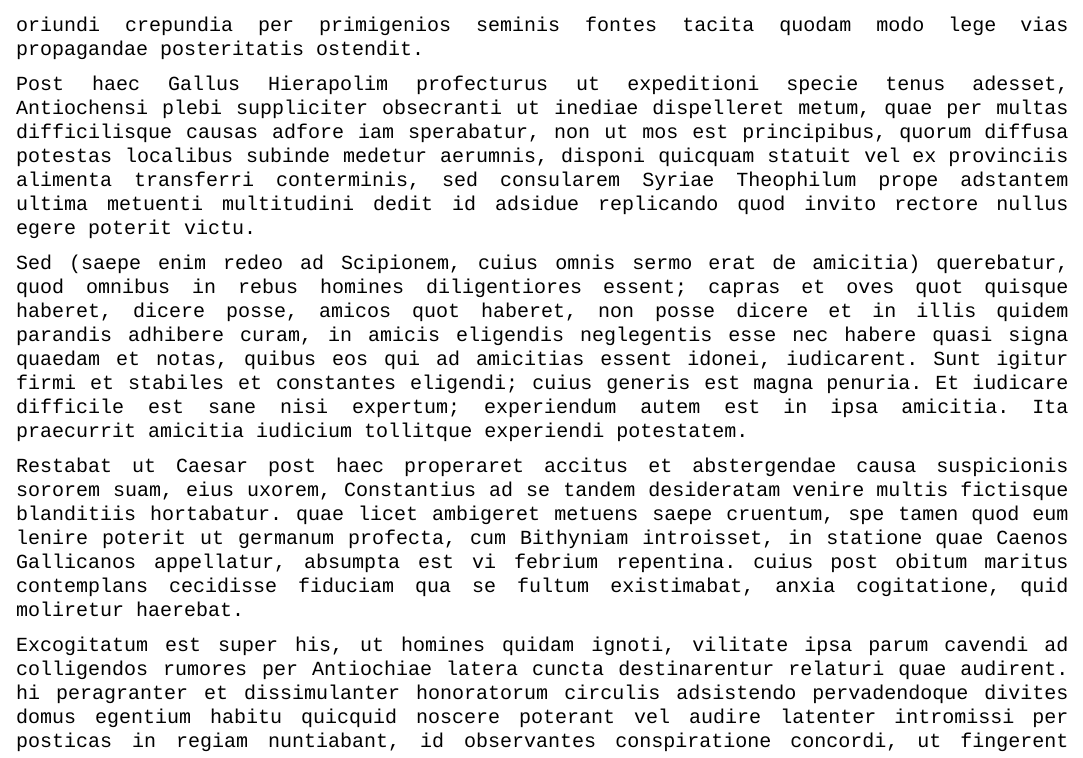 oriundi crepundia per primigenios seminis fontes tacita quodam modo lege vias
propagandae posteritatis ostendit.
Post haec Gallus Hierapolim profecturus ut expeditioni specie tenus adesset,
Antiochensi plebi suppliciter obsecranti ut inediae dispelleret metum, quae per multas
difficilisque causas adfore iam sperabatur, non ut mos est principibus, quorum diffusa
potestas localibus subinde medetur aerumnis, disponi quicquam statuit vel ex provinciis
alimenta transferri conterminis, sed consularem Syriae Theophilum prope adstantem
ultima metuenti multitudini dedit id adsidue replicando quod invito rectore nullus
egere poterit victu.
Sed (saepe enim redeo ad Scipionem, cuius omnis sermo erat de amicitia) querebatur,
quod omnibus in rebus homines diligentiores essent; capras et oves quot quisque
haberet, dicere posse, amicos quot haberet, non posse dicere et in illis quidem
parandis adhibere curam, in amicis eligendis neglegentis esse nec habere quasi signa
quaedam et notas, quibus eos qui ad amicitias essent idonei, iudicarent. Sunt igitur
firmi et stabiles et constantes eligendi; cuius generis est magna penuria. Et iudicare
difficile est sane nisi expertum; experiendum autem est in ipsa amicitia. Ita
praecurrit amicitia iudicium tollitque experiendi potestatem.
Restabat ut Caesar post haec properaret accitus et abstergendae causa suspicionis
sororem suam, eius uxorem, Constantius ad se tandem desideratam venire multis fictisque
blanditiis hortabatur. quae licet ambigeret metuens saepe cruentum, spe tamen quod eum
lenire poterit ut germanum profecta, cum Bithyniam introisset, in statione quae Caenos
Gallicanos appellatur, absumpta est vi febrium repentina. cuius post obitum maritus
contemplans cecidisse fiduciam qua se fultum existimabat, anxia cogitatione, quid
moliretur haerebat.
Excogitatum est super his, ut homines quidam ignoti, vilitate ipsa parum cavendi ad
colligendos rumores per Antiochiae latera cuncta destinarentur relaturi quae audirent.
hi peragranter et dissimulanter honoratorum circulis adsistendo pervadendoque divites
domus egentium habitu quicquid noscere poterant vel audire latenter intromissi per
posticas in regiam nuntiabant, id observantes conspiratione concordi, ut fingerent